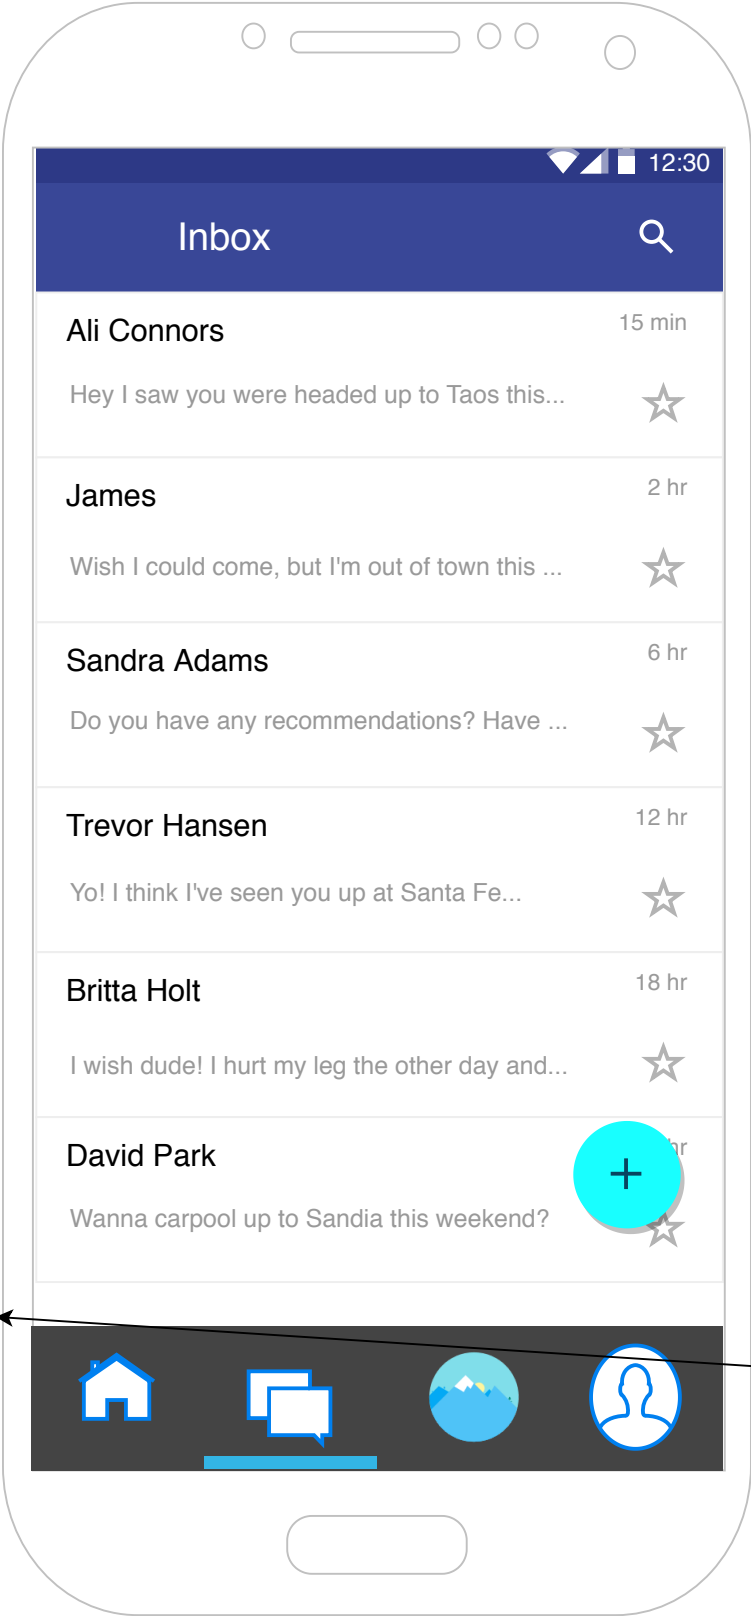 12:30
Inbox
Ali Connors
15 min
Hey I saw you were headed up to Taos this...
James
2 hr
Wish I could come, but I'm out of town this ...
Sandra Adams
6 hr
Do you have any recommendations? Have ...
Trevor Hansen
12 hr
Yo! I think I've seen you up at Santa Fe...
Britta Holt
18 hr
I wish dude! I hurt my leg the other day and...
David Park
hr
Wanna carpool up to Sandia this weekend?